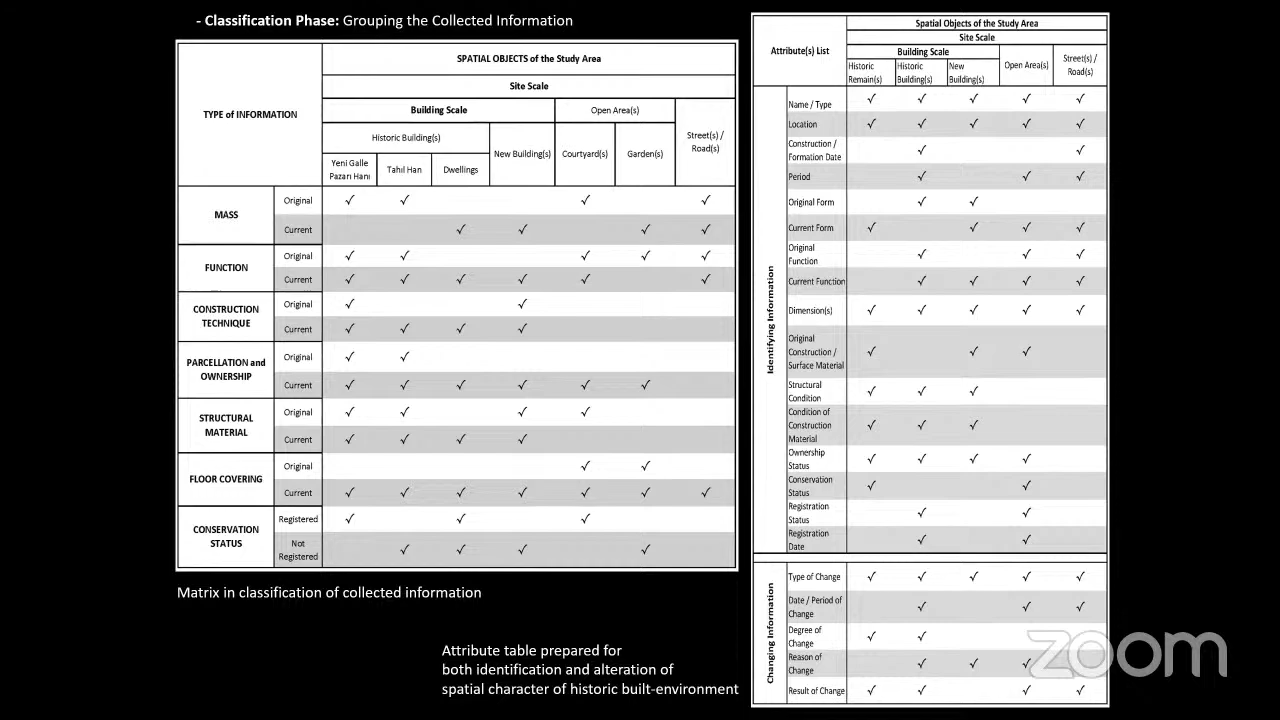 - Classification Phase: Grouping the Collected Information
TYPE of INFORMATION
SPATIAL OBJECTS of the Study Area
Site Scale
Building Scale
Open Area(s)
Street(s) /
Road(s)
Historic Building(s)
New Building(s)
Courtyard(s)
Garden(s)
Yeni Galle
Pazarı Hanı
Tahıl Han
Dwellings
MASS
Original ✓ ✓ ✓ ✓
Current ✓ ✓ ✓ ✓
FUNCTION
Original ✓ ✓ ✓ ✓ ✓
Current ✓ ✓ ✓ ✓ ✓ ✓
CONSTRUCTION
TECHNIQUE
Original ✓ ✓
Current ✓ ✓ ✓ ✓
PARCELLATION and
OWNERSHIP
Original ✓ ✓
Current ✓ ✓ ✓ ✓ ✓ ✓
STRUCTURAL
MATERIAL
Original ✓ ✓ ✓ ✓
Current ✓ ✓ ✓ ✓
FLOOR COVERING
Original ✓ ✓
Current ✓ ✓ ✓ ✓ ✓ ✓ ✓
CONSERVATION
STATUS
Registered ✓ ✓ ✓
Not
Registered ✓ ✓ ✓ ✓
Matrix in classification of collected information
Attribute table prepared for
both identification and alteration of
spatial character of historic built-environment
Attribute(s) List
Spatial Objects of the Study Area
Site Scale
Building Scale
Open Area(s)
Street(s) /
Road(s)
Historic
Remain(s)
Historic
Building(s)
New
Building(s)
Identifying Information
Name / Type ✓ ✓ ✓ ✓ ✓
Location ✓ ✓ ✓ ✓ ✓
Construction /
Formation Date ✓ ✓
Period ✓ ✓ ✓
Original Form ✓ ✓
Current Form ✓ ✓ ✓ ✓
Original
Function ✓ ✓ ✓
Current Function ✓ ✓ ✓ ✓
Dimension(s) ✓ ✓ ✓ ✓ ✓
Original
Construction /
Surface Material ✓ ✓ ✓
Structural
Condition ✓ ✓ ✓
Condition of
Construction
Material ✓ ✓ ✓
Ownership
Status ✓ ✓ ✓ ✓
Conservation
Status ✓ ✓
Registration
Status ✓ ✓
Registration
Date ✓ ✓
Changing Information
Type of Change ✓ ✓ ✓ ✓ ✓
Date / Period of
Change ✓ ✓ ✓
Degree of
Change ✓ ✓
Reason of
Change ✓ ✓ ✓
Result of Change ✓ ✓ ✓ ✓
zoom